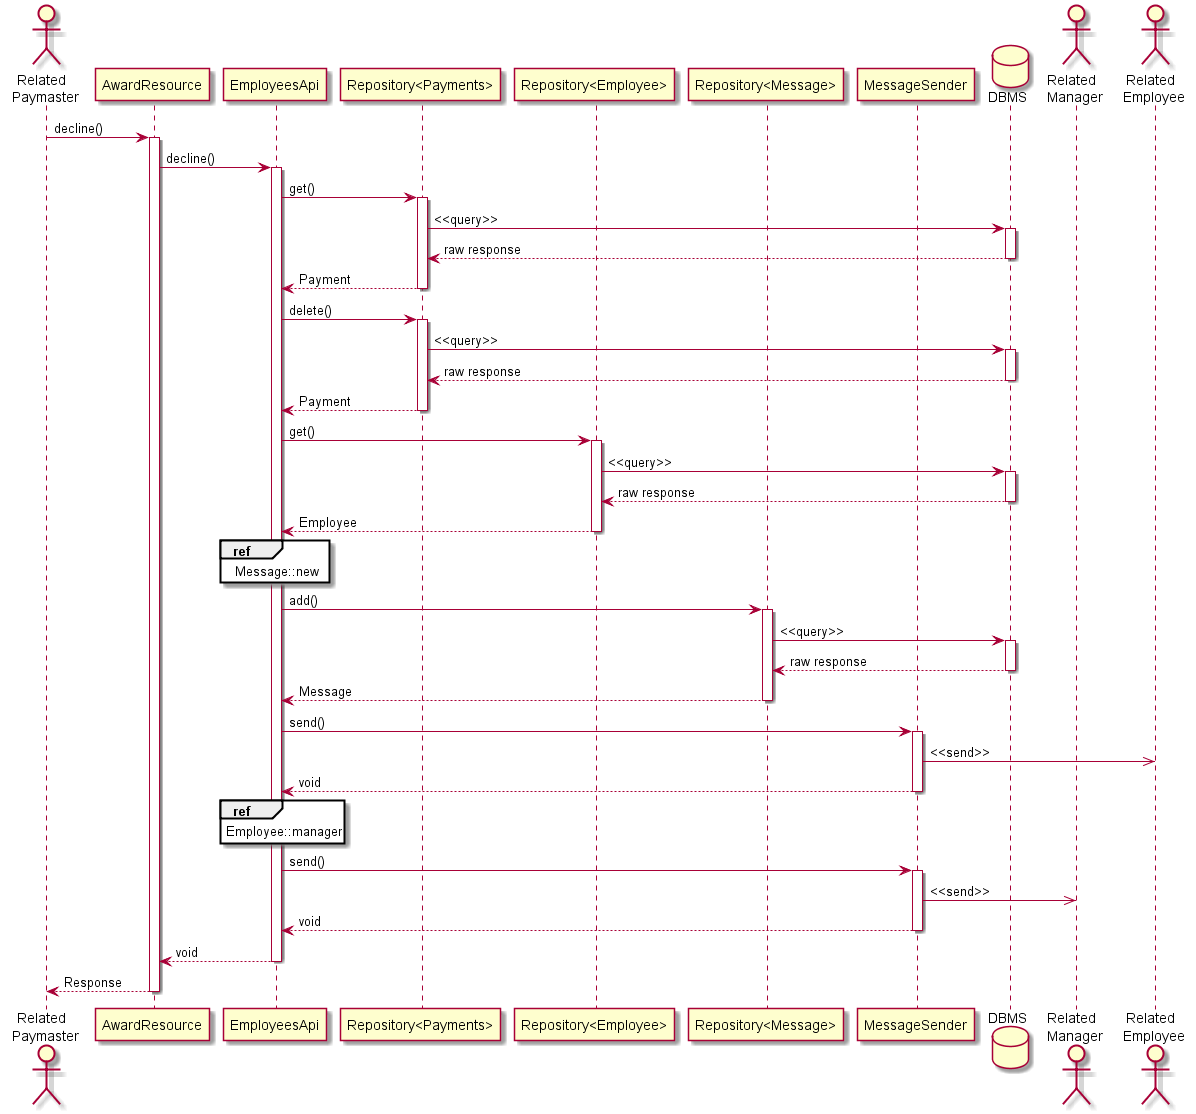 Related
Paymaster
AwardResource
EmployeesApi
Repository<Payments>
Repository<Employee>
Repository<Message>
MessageSender
DBMS
Related
Manager
Related
Employee
decline()
decline()
get()
<<query>>
raw response
Payment
delete()
<<query>>
raw response
Payment
get()
<<query>>
raw response
Employee
ref
Message::new
add()
<<query>>
raw response
Message
send()
<<send>>
void
ref
Employee::manager
send()
<<send>>
void
void
Response
Related
Paymaster
AwardResource
EmployeesApi
Repository<Payments>
Repository<Employee>
Repository<Message>
MessageSender
DBMS
Related
Manager
Related
Employee